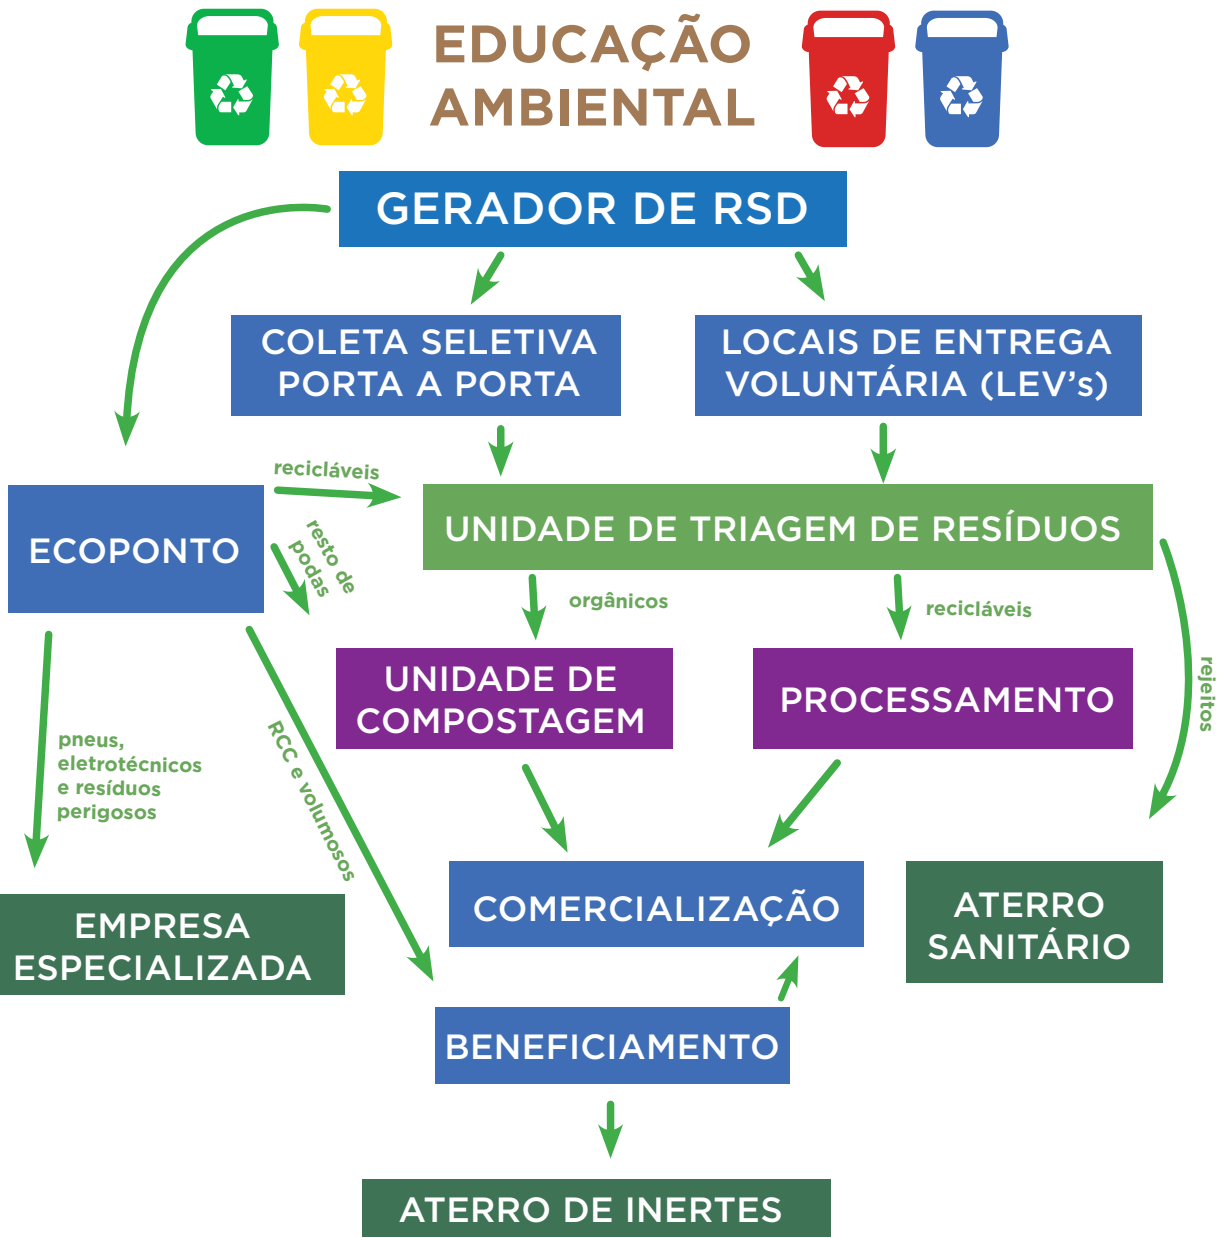 EDUCAÇÃO
AMBIENTAL
GERADOR DE RSD
COLETA SELETIVA
PORTA A PORTA
LOCAIS DE ENTREGA
VOLUNTÁRIA (LEV's)
recicláveis
ECOPONTO
resto de
podas
UNIDADE DE TRIAGEM DE RESÍDUOS
orgânicos
recicláveis
rejeitos
UNIDADE DE
COMPOSTAGEM
PROCESSAMENTO
pneus,
eletrotécnicos
e resíduos
perigosos
RCC e volumosos
COMERCIALIZAÇÃO
ATERRO
SANITÁRIO
EMPRESA
ESPECIALIZADA
BENEFICIAMENTO
ATERRO DE INERTES